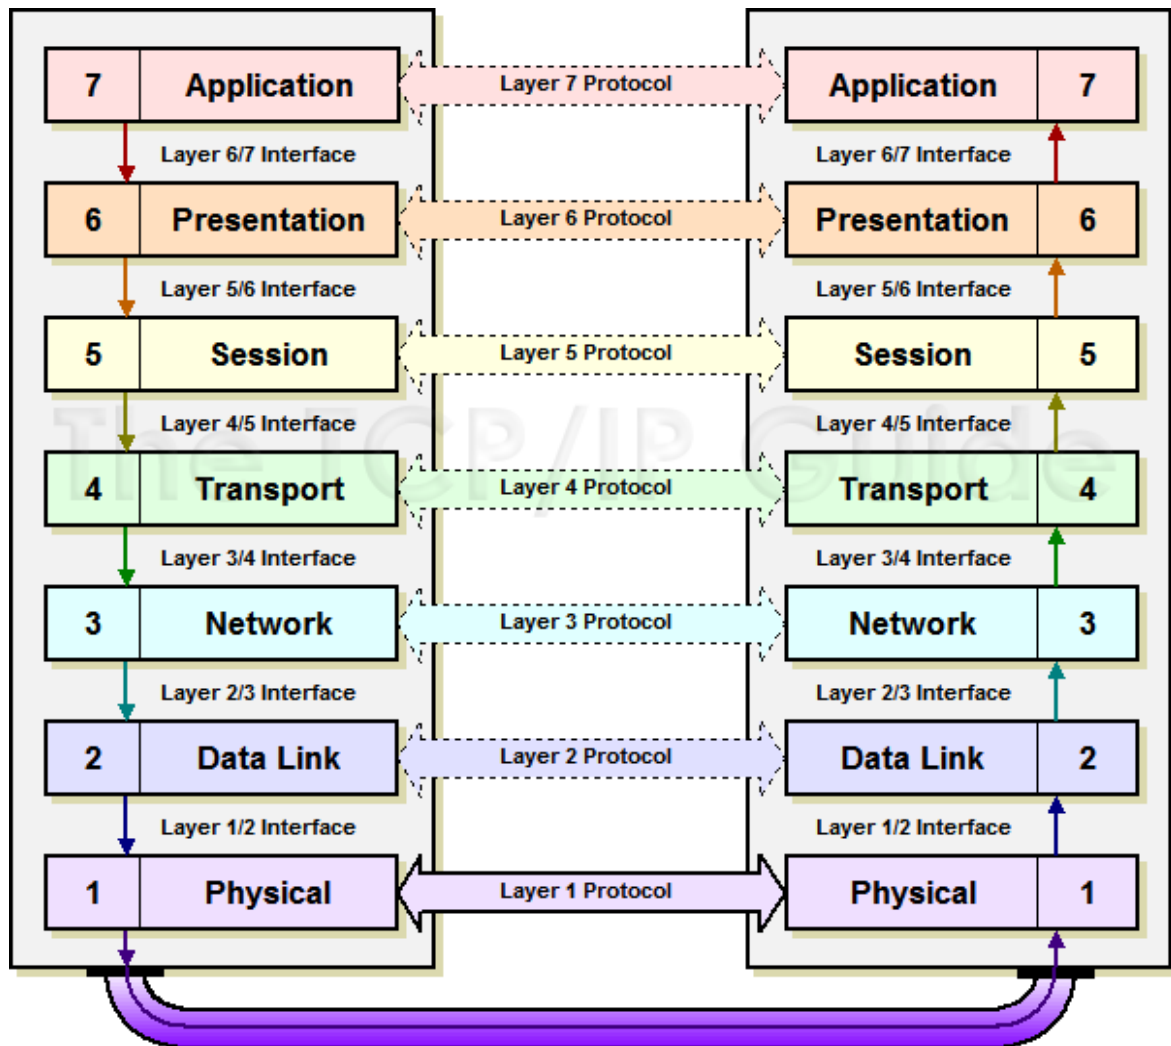 7 Application Layer 7 Protocol Application 7
Layer 6/7 Interface Layer 6/7 Interface
6 Presentation Layer 6 Protocol Presentation 6
Layer 5/6 Interface Layer 5/6 Interface
5 Session Layer 5 Protocol Session 5
Layer 4/5 Interface Layer 4/5 Interface
The TCP/IP Guide
4 Transport Layer 4 Protocol Transport 4
Layer 3/4 Interface Layer 3/4 Interface
3 Network Layer 3 Protocol Network 3
Layer 2/3 Interface Layer 2/3 Interface
2 Data Link Layer 2 Protocol Data Link 2
Layer 1/2 Interface Layer 1/2 Interface
1 Physical Layer 1 Protocol Physical 1